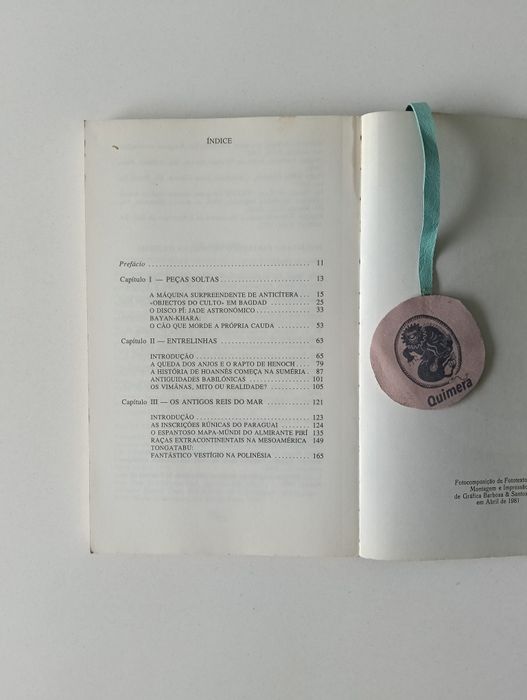 ÍNDICE
Prefácio ........ 11
Capítulo I — PEÇAS SOLTAS ........ 13
A MÁQUINA SURPREENDENTE DE ANTICÍTERA ... 15
«OBJECTOS DO CULTO» EM BAGDAD ........ 25
O DISCO PÍ: JADE ASTRONÓMICO ........ 33
BAYAN-KHARA:
O CÃO QUE MORDE A PRÓPRIA CAUDA ........ 53
Capítulo II — ENTRELINHAS ........ 63
INTRODUÇÃO ........ 65
A QUEDA DOS ANJOS E O RAPTO DE HENOCH .... 79
A HISTÓRIA DE HOANNÈS COMEÇA NA SUMÉRIA . 87
ANTIGUIDADES BABILÓNICAS ........ 101
OS VIMÂNAS, MITO OU REALIDADE? ........ 105
Capítulo III — OS ANTIGOS REIS DO MAR ........ 121
INTRODUÇÃO ........ 123
AS INSCRIÇÕES RÚNICAS DO PARAGUAI ........ 124
O ESPANTOSO MAPA-MÚNDI DO ALMIRANTE PIRÍ 135
RAÇAS EXTRACONTINENTAIS NA MESOAMÉRICA 149
TONGATABU:
FANTÁSTICO VESTÍGIO NA POLINÉSIA ........ 165
Quimera
Fotocomposição de Fototexto
Montagem e Impressão
de Gráfica Barbosa & Santos
em Abril de 1981